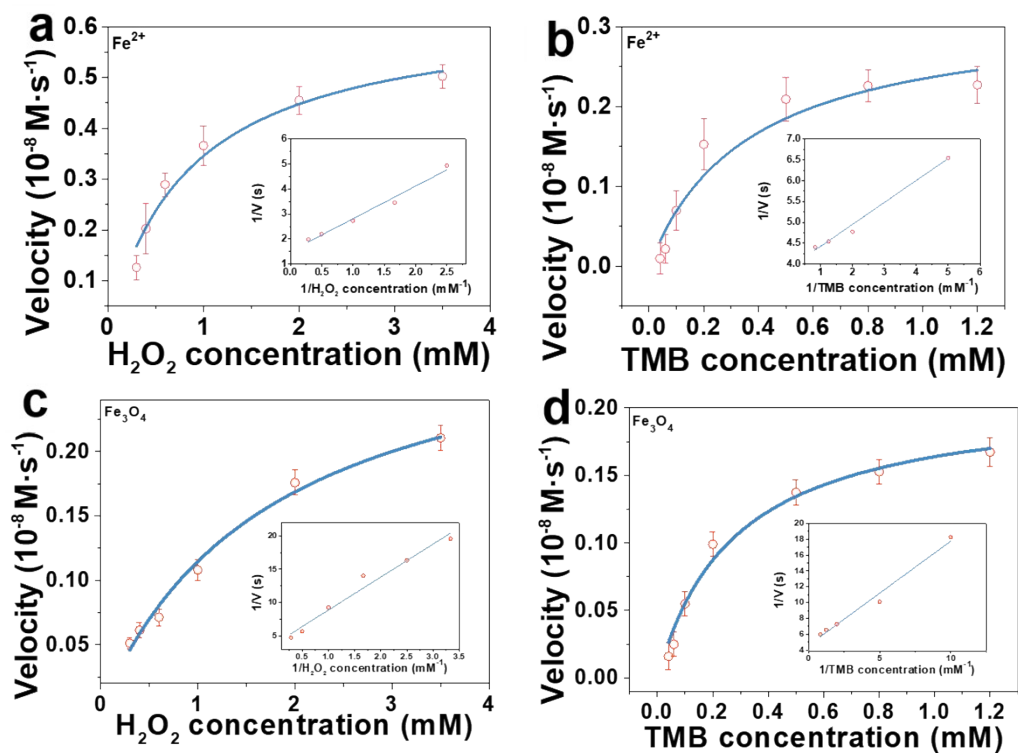 a
Fe²⁺
Velocity (10⁻⁸ M·s⁻¹)
0.6
0.5
0.4
0.3
0.2
0.1
0 1 2 3 4
H₂O₂ concentration (mM)
1/V (s)
6
5
4
3
2
1
0.0 0.5 1.0 1.5 2.0 2.5 3.0
1/H₂O₂ concentration (mM⁻¹)
b
Fe²⁺
Velocity (10⁻⁸ M·s⁻¹)
0.3
0.2
0.1
0.0
0.0 0.2 0.4 0.6 0.8 1.0 1.2
TMB concentration (mM)
1/V (s)
7.0
6.5
6.0
5.5
5.0
4.5
4.0
1 2 3 4 5 6
1/TMB concentration (mM⁻¹)
c
Fe₃O₄
Velocity (10⁻⁸ M·s⁻¹)
0.20
0.15
0.10
0.05
0 1 2 3 4
H₂O₂ concentration (mM)
1/V (s)
20
15
10
5
0.5 1.0 1.5 2.0 2.5 3.0 3.5
1/H₂O₂ concentration (mM⁻¹)
d
Fe₃O₄
Velocity (10⁻⁸ M·s⁻¹)
0.20
0.15
0.10
0.05
0.00
0.0 0.2 0.4 0.6 0.8 1.0 1.2
TMB concentration (mM)
1/V (s)
20
18
16
14
12
10
8
6
4
0 5 10
1/TMB concentration (mM⁻¹)